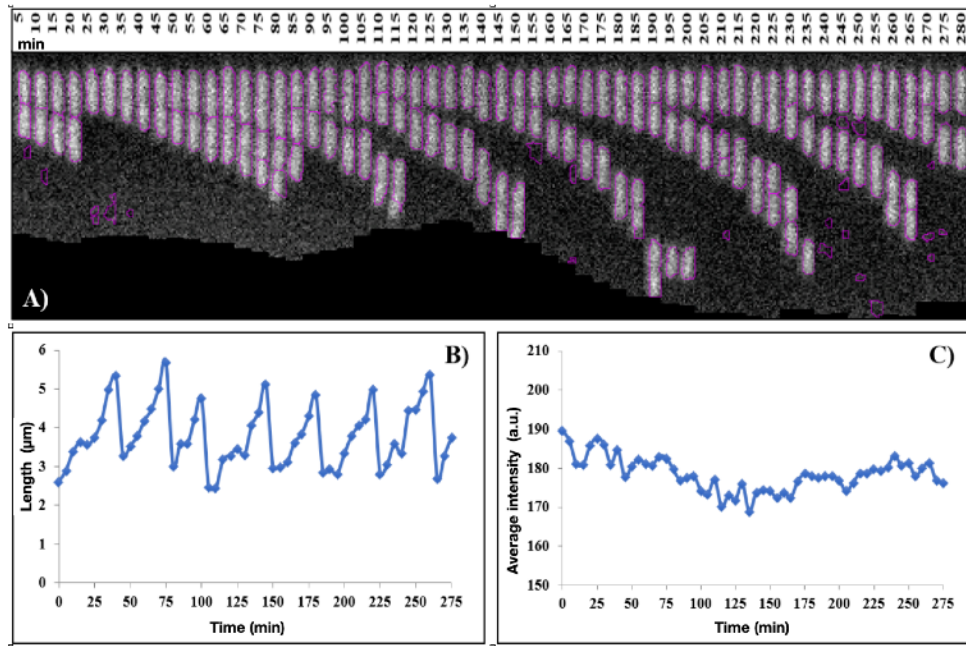 5 10 15 20 25 30 35 40 45 50 55 60 65 70 75 80 85 90 95 100 105 110 115 120 125 130 135 140 145 150 155 160 165 170 175 180 185 190 195 200 205 210 215 220 225 230 235 240 245 250 255 260 265 270 275 280
min
A)
B)
6
5
4
3
2
1
0
Length (μm)
0 25 50 75 100 125 150 175 200 225 250 275
Time (min)
C)
210
200
190
180
170
160
150
Average intensity (a.u.)
0 25 50 75 100 125 150 175 200 225 250 275
Time (min)